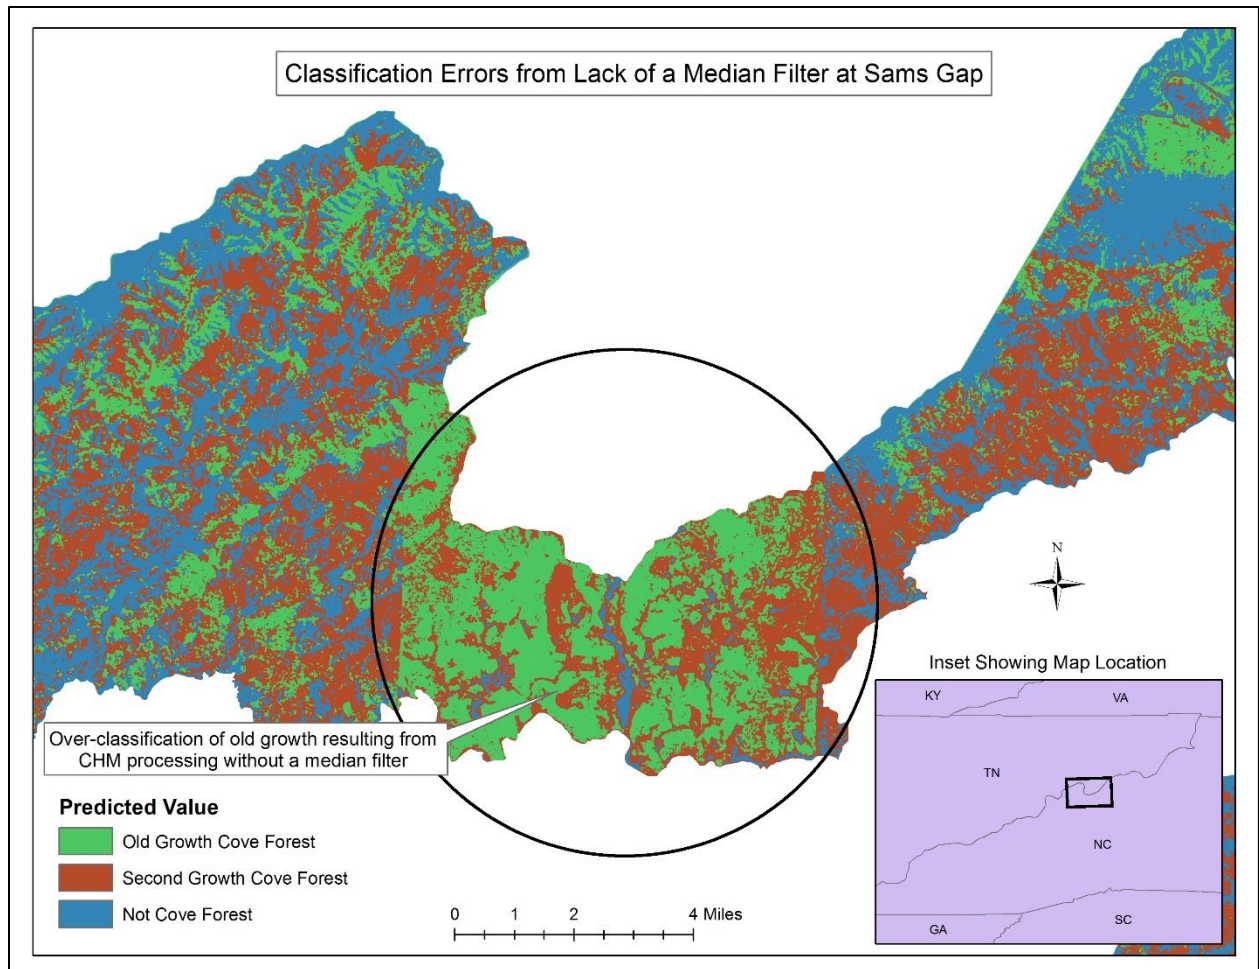 Classification Errors from Lack of a Median Filter at Sams Gap
N
Inset Showing Map Location
KY
VA
TN
NC
GA
SC
Over-classification of old growth resulting from
CHM processing without a median filter
Predicted Value
Old Growth Cove Forest
Second Growth Cove Forest
Not Cove Forest
0 1 2 4 Miles